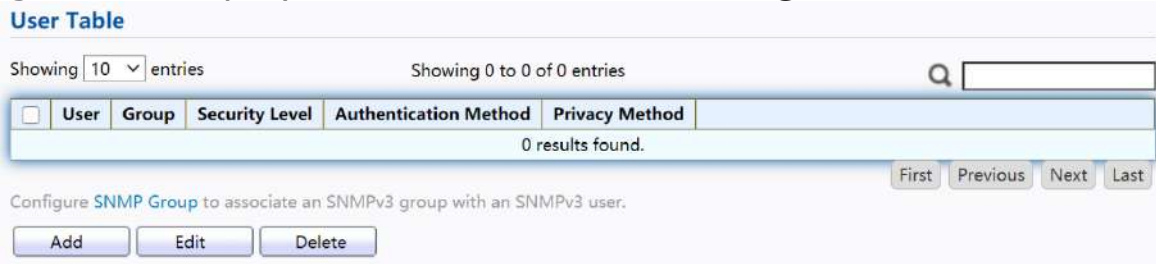 User Table
Showing 10 entries Showing 0 to 0 of 0 entries
User Group Security Level Authentication Method Privacy Method
0 results found.
First Previous Next Last
Configure SNMP Group to associate an SNMPv3 group with an SNMPv3 user.
Add Edit Delete